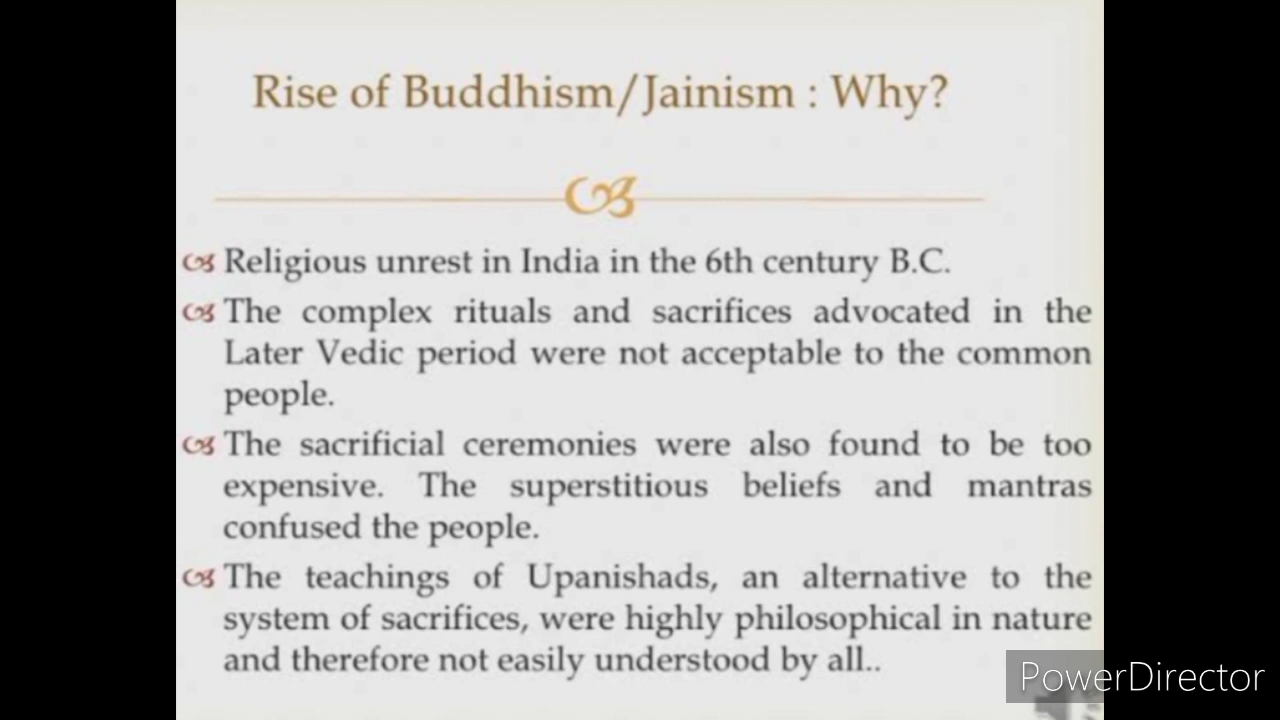 Rise of Buddhism/Jainism : Why?
Religious unrest in India in the 6th century B.C.
The complex rituals and sacrifices advocated in the
Later Vedic period were not acceptable to the common
people.
The sacrificial ceremonies were also found to be too
expensive. The superstitious beliefs and mantras
confused the people.
The teachings of Upanishads, an alternative to the
system of sacrifices, were highly philosophical in nature
and therefore not easily understood by all..
PowerDirector